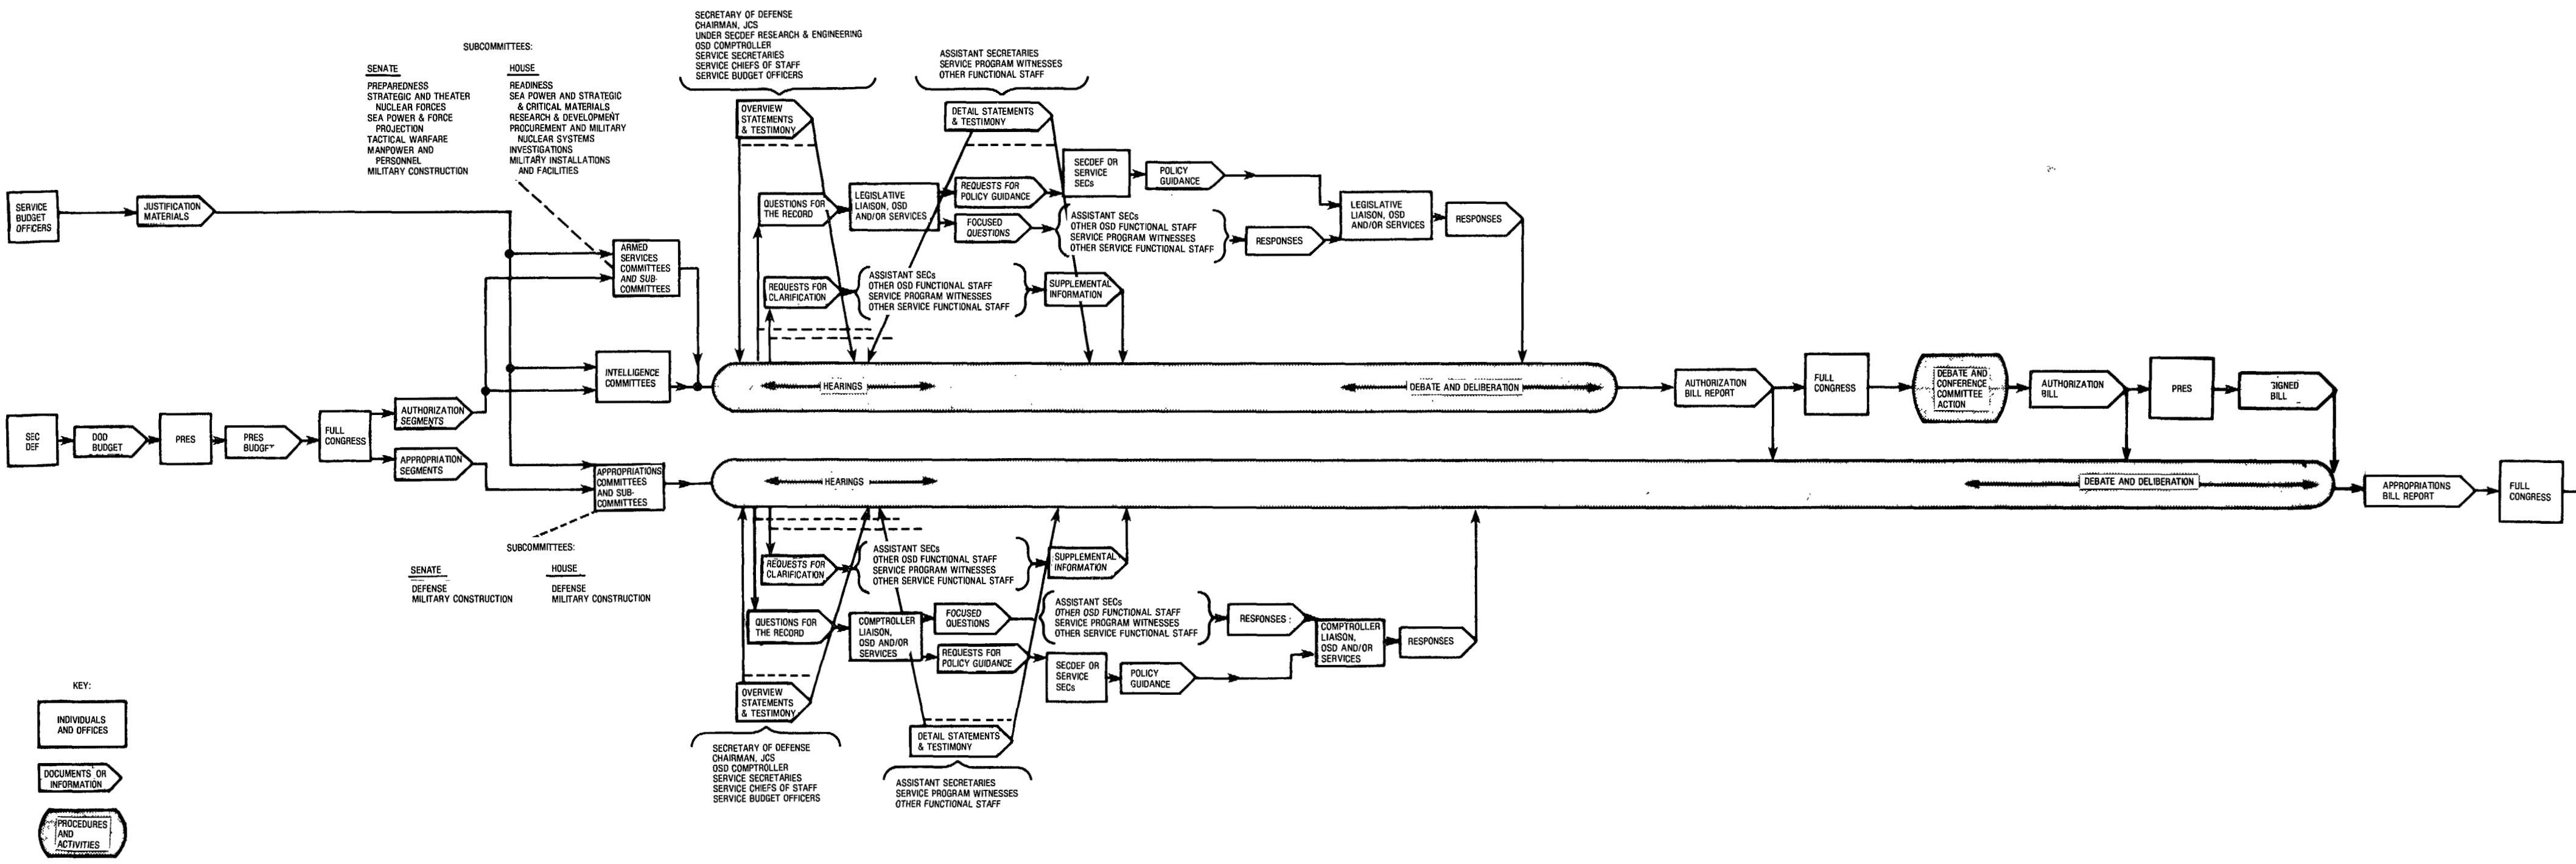 SUBCOMMITTEES:
SENATE
PREPAREDNESS
STRATEGIC AND THEATER
NUCLEAR FORCES
SEA POWER & FORCE
PROJECTION
TACTICAL WARFARE
MANPOWER AND
PERSONNEL
MILITARY CONSTRUCTION
HOUSE
READINESS
SEA POWER AND STRATEGIC
& CRITICAL MATERIALS
RESEARCH & DEVELOPMENT
PROCUREMENT AND MILITARY
NUCLEAR SYSTEMS
INVESTIGATIONS
MILITARY INSTALLATIONS
AND FACILITIES
SECRETARY OF DEFENSE
CHAIRMAN, JCS
UNDER SECDEF RESEARCH & ENGINEERING
OSD COMPTROLLER
SERVICE SECRETARIES
SERVICE CHIEFS OF STAFF
SERVICE BUDGET OFFICERS
ASSISTANT SECRETARIES
SERVICE PROGRAM WITNESSES
OTHER FUNCTIONAL STAFF
OVERVIEW
STATEMENTS
& TESTIMONY
DETAIL STATEMENTS
& TESTIMONY
SERVICE
BUDGET
OFFICERS
JUSTIFICATION
MATERIALS
ARMED
SERVICES
COMMITTEES
AND SUB-
COMMITTEES
QUESTIONS FOR
THE RECORD
LEGISLATIVE
LIAISON, OSD
AND/OR SERVICES
REQUESTS FOR
POLICY GUIDANCE
FOCUSED
QUESTIONS
SECDEF OR
SERVICE
SECs
POLICY
GUIDANCE
ASSISTANT SECs
OTHER OSD FUNCTIONAL STAFF
SERVICE PROGRAM WITNESSES
OTHER SERVICE FUNCTIONAL STAFF
RESPONSES
LEGISLATIVE
LIAISON, OSD
AND/OR SERVICES
RESPONSES
REQUESTS FOR
CLARIFICATION
ASSISTANT SECs
OTHER OSD FUNCTIONAL STAFF
SERVICE PROGRAM WITNESSES
OTHER SERVICE FUNCTIONAL STAFF
SUPPLEMENTAL
INFORMATION
INTELLIGENCE
COMMITTEES
HEARINGS
DEBATE AND DELIBERATION
AUTHORIZATION
BILL REPORT
FULL
CONGRESS
DEBATE AND
CONFERENCE
COMMITTEE
ACTION
AUTHORIZATION
BILL
PRES
SIGNED
BILL
SEC
DEF
DOD
BUDGET
PRES
PRES
BUDGET
FULL
CONGRESS
AUTHORIZATION
SEGMENTS
APPROPRIATION
SEGMENTS
APPROPRIATIONS
COMMITTEES
AND SUB-
COMMITTEES
HEARINGS
DEBATE AND DELIBERATION
APPROPRIATIONS
BILL REPORT
FULL
CONGRESS
SUBCOMMITTEES:
SENATE
DEFENSE
MILITARY CONSTRUCTION
HOUSE
DEFENSE
MILITARY CONSTRUCTION
REQUESTS FOR
CLARIFICATION
ASSISTANT SECs
OTHER OSD FUNCTIONAL STAFF
SERVICE PROGRAM WITNESSES
OTHER SERVICE FUNCTIONAL STAFF
SUPPLEMENTAL
INFORMATION
QUESTIONS FOR
THE RECORD
COMPTROLLER
LIAISON,
OSD AND/OR
SERVICES
FOCUSED
QUESTIONS
REQUESTS FOR
POLICY GUIDANCE
ASSISTANT SECs
OTHER OSD FUNCTIONAL STAFF
SERVICE PROGRAM WITNESSES
OTHER SERVICE FUNCTIONAL STAFF
RESPONSES
SECDEF OR
SERVICE
SECs
POLICY
GUIDANCE
COMPTROLLER
LIAISON,
OSD AND/OR
SERVICES
RESPONSES
OVERVIEW
STATEMENTS
& TESTIMONY
DETAIL STATEMENTS
& TESTIMONY
SECRETARY OF DEFENSE
CHAIRMAN, JCS
OSD COMPTROLLER
SERVICE SECRETARIES
SERVICE CHIEFS OF STAFF
SERVICE BUDGET OFFICERS
ASSISTANT SECRETARIES
SERVICE PROGRAM WITNESSES
OTHER FUNCTIONAL STAFF
KEY:
INDIVIDUALS
AND OFFICES
DOCUMENTS OR
INFORMATION
PROCEDURES
AND
ACTIVITIES